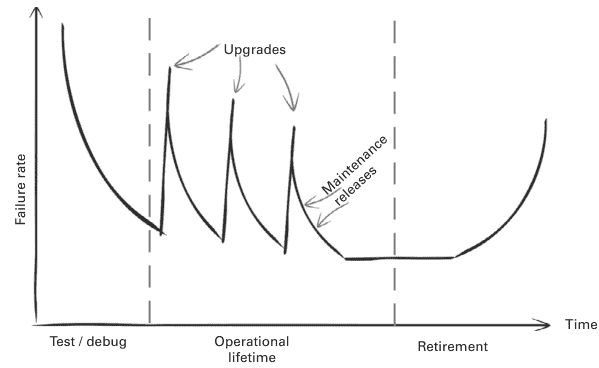 Upgrades
Maintenance
releases
Failure rate
Time
Test / debug
Operational
lifetime
Retirement